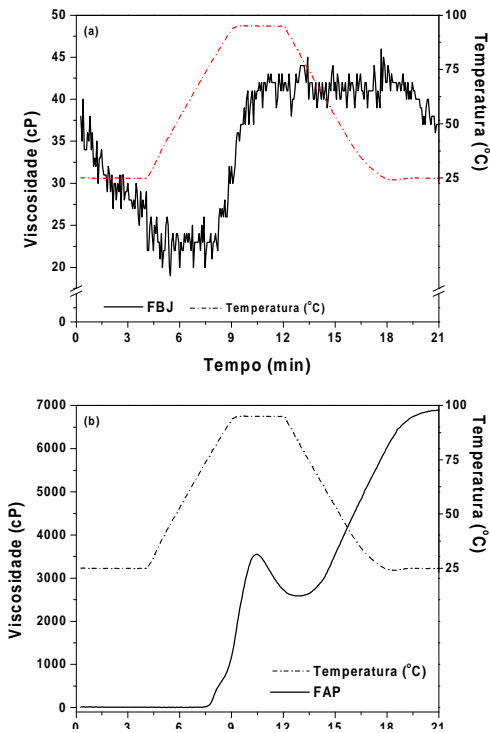 (a)
50
45
40
35
30
25
20
0
Viscosidade (cP)
100
75
50
25
Temperatura (°C)
FBJ
Temperatura (°C)
0 3 6 9 12 15 18 21
Tempo (min)
(b)
7000
6000
5000
4000
3000
2000
1000
0
Viscosidade (cP)
100
75
50
25
Temperatura (°C)
Temperatura (°C)
FAP
0 3 6 9 12 15 18 21